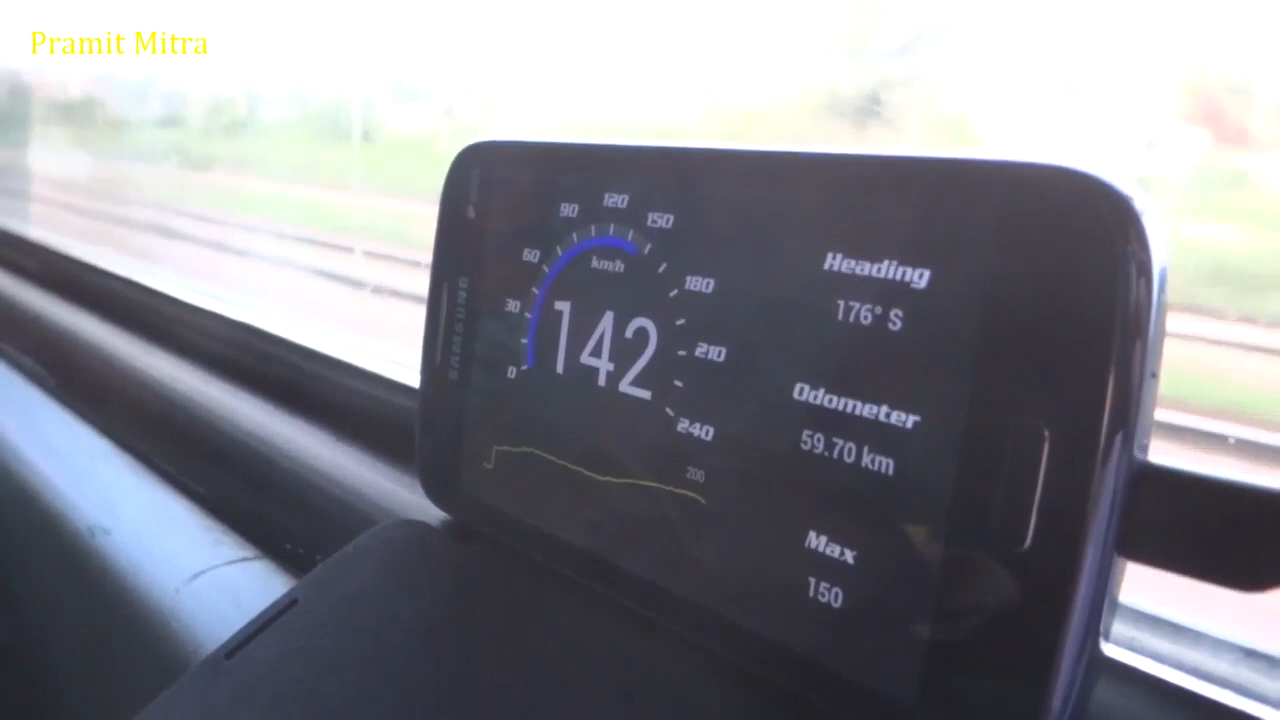 Pramit Mitra
SAMSUNG
0
30
60
90
120
150
180
210
240
km/h
142
200
Heading
176° S
Odometer
59.70 km
Max
150